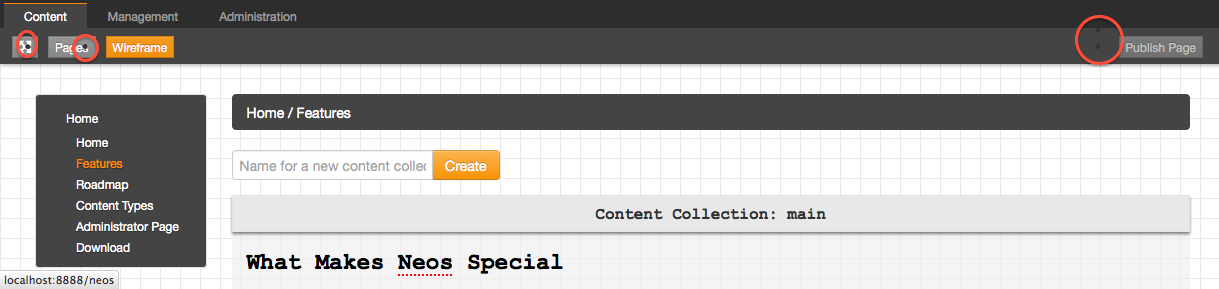 Content Management Administration
Pages Wireframe Publish Page
Home
Home
Features
Roadmap
Content Types
Administrator Page
Download
Home / Features
Name for a new content collec Create
Content Collection: main
What Makes Neos Special
localhost:8888/neos